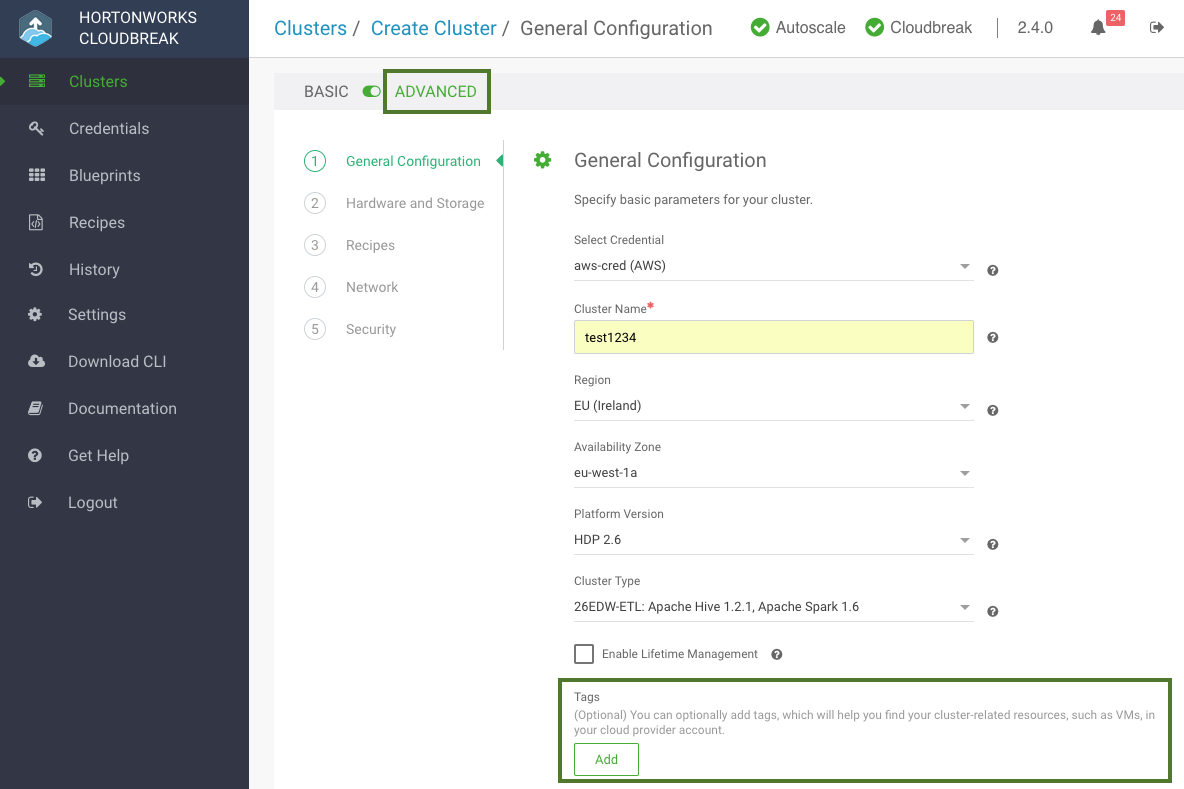 HORTONWORKS
CLOUDBREAK
Clusters / Create Cluster / General Configuration
Autoscale
Cloudbreak
2.4.0
24
Clusters
Credentials
Blueprints
Recipes
History
Settings
Download CLI
Documentation
Get Help
Logout
BASIC
ADVANCED
1 General Configuration
2 Hardware and Storage
3 Recipes
4 Network
5 Security
General Configuration
Specify basic parameters for your cluster.
Select Credential
aws-cred (AWS)
Cluster Name*
test1234
Region
EU (Ireland)
Availability Zone
eu-west-1a
Platform Version
HDP 2.6
Cluster Type
26EDW-ETL: Apache Hive 1.2.1, Apache Spark 1.6
Enable Lifetime Management
Tags
(Optional) You can optionally add tags, which will help you find your cluster-related resources, such as VMs, in
your cloud provider account.
Add